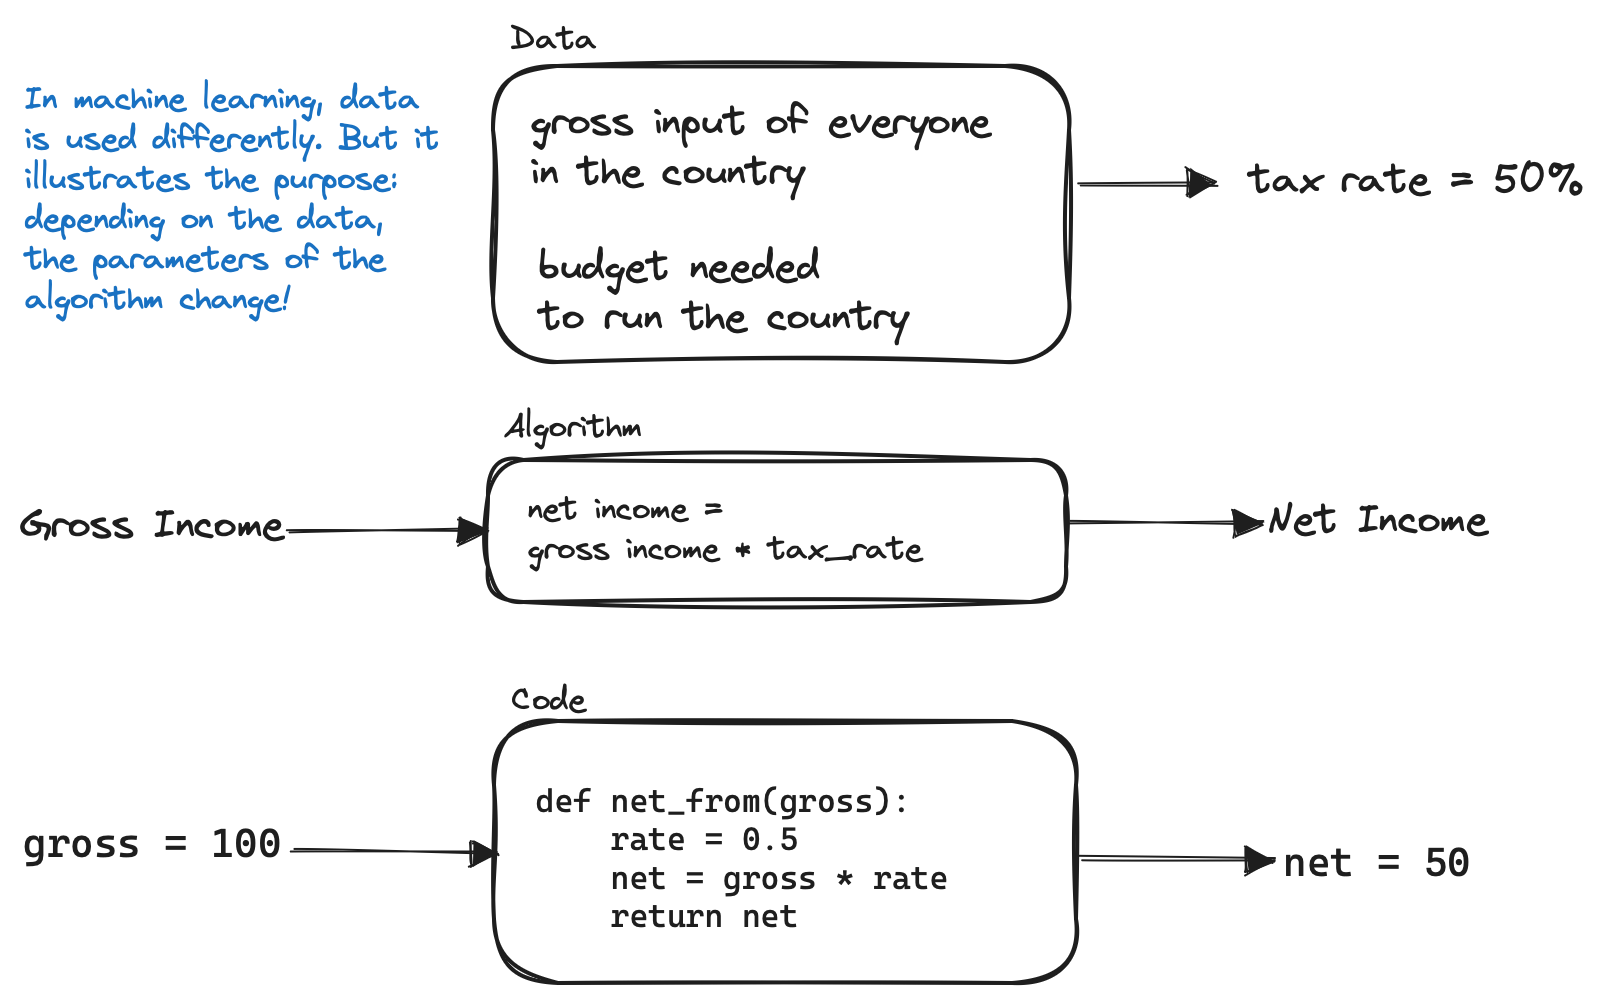 Data
In machine learning, data
is used differently. But it
illustrates the purpose:
depending on the data,
the parameters of the
algorithm change!
gross input of everyone
in the country
budget needed
to run the country
tax rate = 50%
Algorithm
Gross Income
net income =
gross income * tax_rate
Net Income
Code
gross = 100
def net_from(gross):
    rate = 0.5
    net = gross * rate
    return net
net = 50